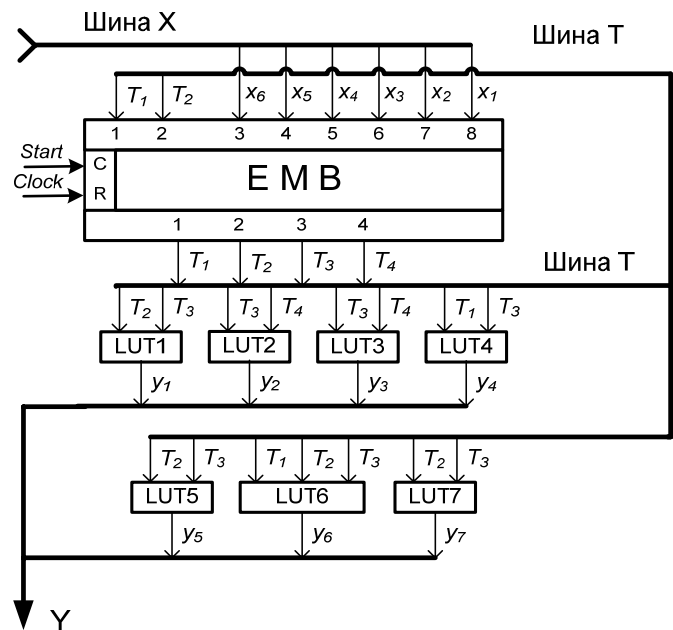 Шина X
Шина T
T1 T2 x6 x5 x4 x3 x2 x1
1 2 3 4 5 6 7 8
Start
Clock
C
R
E M B
1 2 3 4
T1 T2 T3 T4
Шина T
T2 T3 T3 T4 T3 T4 T1 T3
LUT1 LUT2 LUT3 LUT4
y1 y2 y3 y4
T2 T3 T1 T2 T3 T2 T3
LUT5 LUT6 LUT7
y5 y6 y7
Y